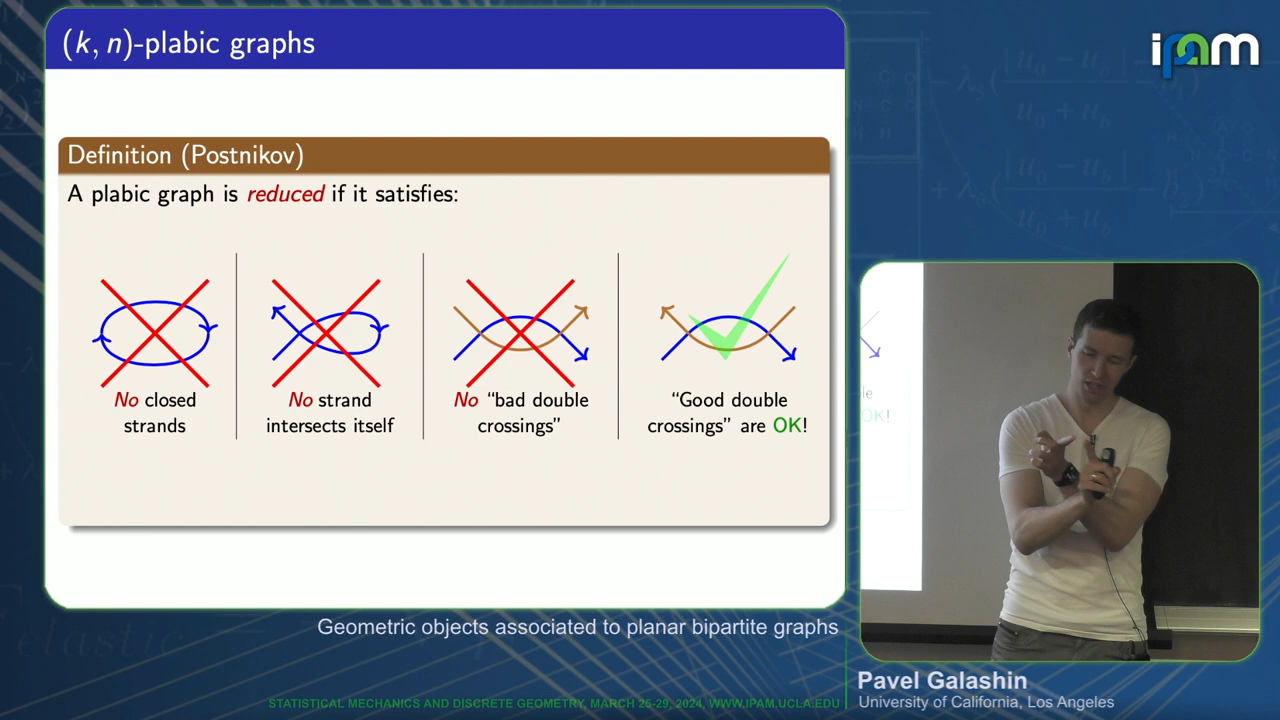 (k, n)-plabic graphs
Definition (Postnikov)
A plabic graph is reduced if it satisfies:
No closed
strands
No strand
intersects itself
No “bad double
crossings”
“Good double
crossings” are OK!
ipam
OK!
Geometric objects associated to planar bipartite graphs
Pavel Galashin
University of California, Los Angeles
STATISTICAL MECHANICS AND DISCRETE GEOMETRY, MARCH 25-29, 2024, WWW.IPAM.UCLA.EDU
elastic